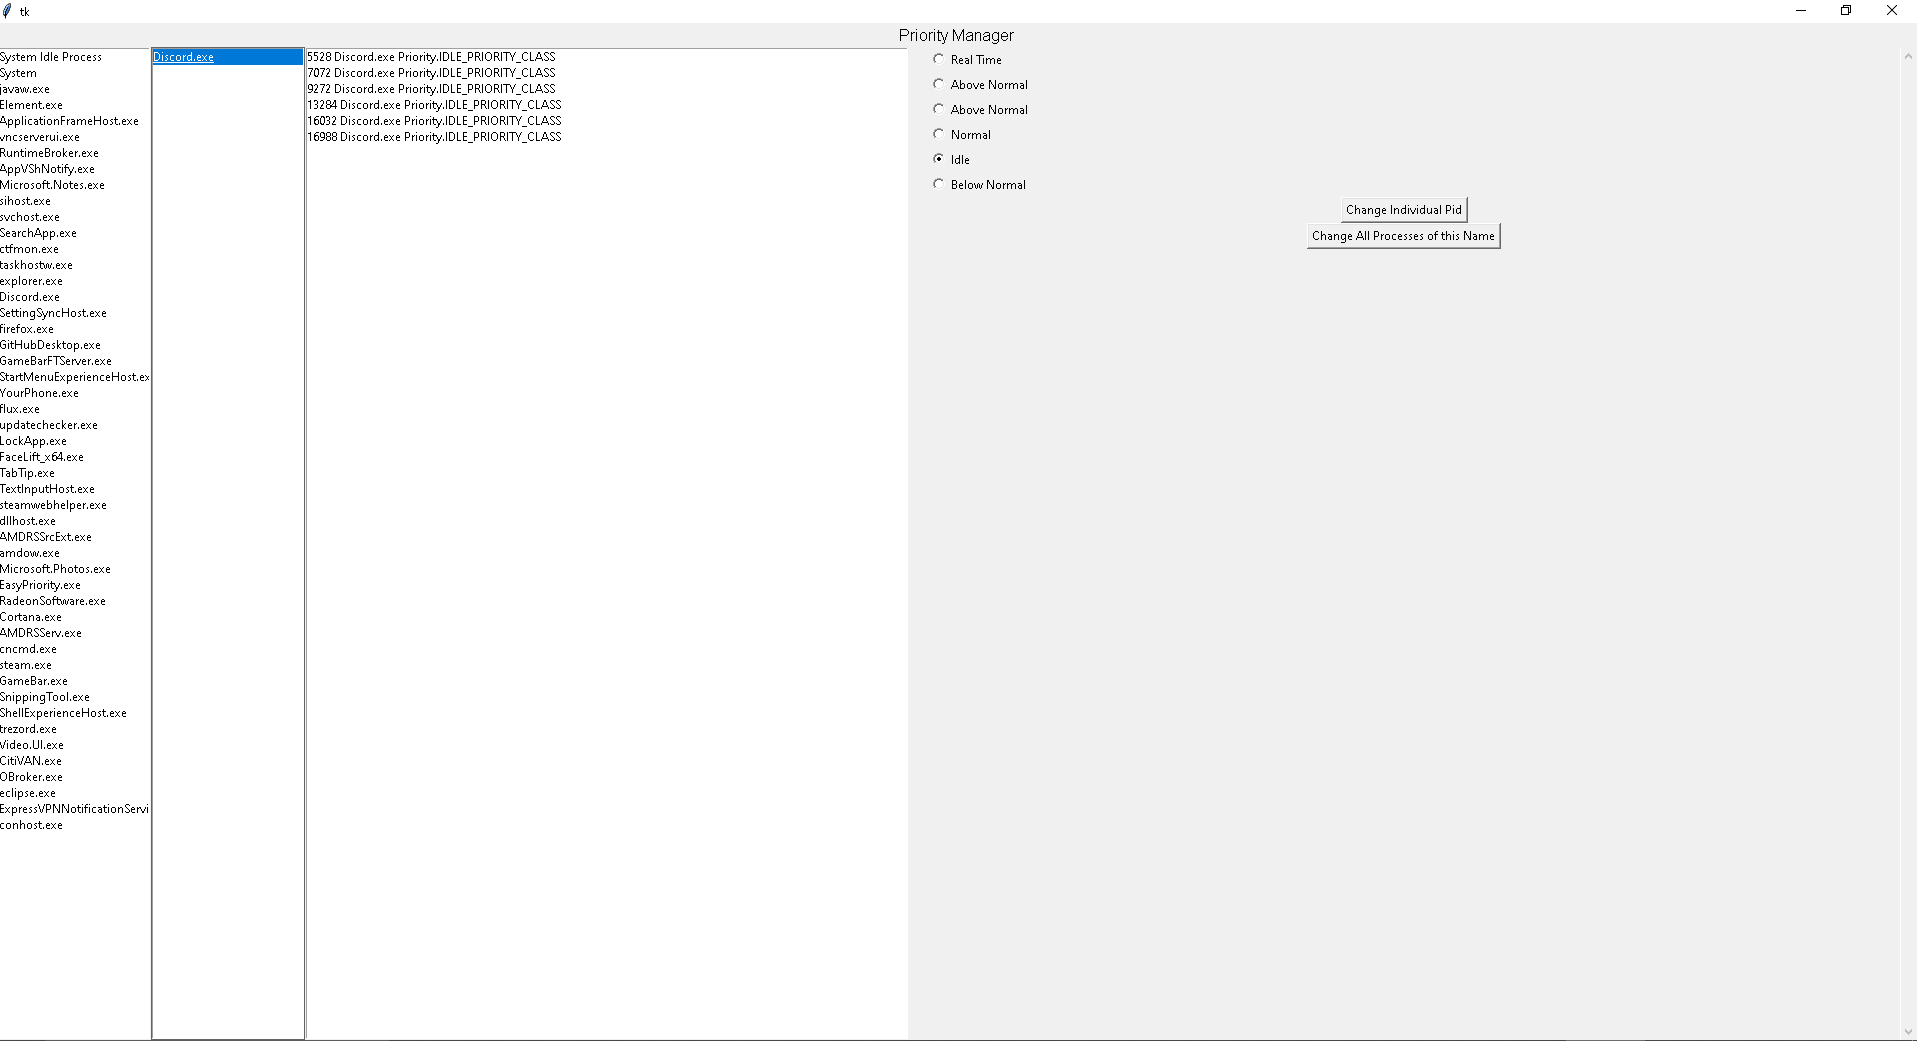 tk
Priority Manager
System Idle Process
System
javaw.exe
Element.exe
ApplicationFrameHost.exe
vncserverui.exe
RuntimeBroker.exe
AppVShNotify.exe
Microsoft.Notes.exe
sihost.exe
svchost.exe
SearchApp.exe
ctfmon.exe
taskhostw.exe
explorer.exe
Discord.exe
SettingSyncHost.exe
firefox.exe
GitHubDesktop.exe
GameBarFTServer.exe
StartMenuExperienceHost.ex
YourPhone.exe
flux.exe
updatechecker.exe
LockApp.exe
FaceLift_x64.exe
TabTip.exe
TextInputHost.exe
steamwebhelper.exe
dllhost.exe
AMDRSSrcExt.exe
amdow.exe
Microsoft.Photos.exe
EasyPriority.exe
RadeonSoftware.exe
Cortana.exe
AMDRSServ.exe
cncmd.exe
steam.exe
GameBar.exe
SnippingTool.exe
ShellExperienceHost.exe
trezord.exe
Video.UI.exe
CitiVAN.exe
OBroker.exe
eclipse.exe
ExpressVPNNotificationServi
conhost.exe
Discord.exe
5528 Discord.exe Priority.IDLE_PRIORITY_CLASS
7072 Discord.exe Priority.IDLE_PRIORITY_CLASS
9272 Discord.exe Priority.IDLE_PRIORITY_CLASS
13284 Discord.exe Priority.IDLE_PRIORITY_CLASS
16032 Discord.exe Priority.IDLE_PRIORITY_CLASS
16988 Discord.exe Priority.IDLE_PRIORITY_CLASS
Real Time
Above Normal
Above Normal
Normal
Idle
Below Normal
Change Individual Pid
Change All Processes of this Name